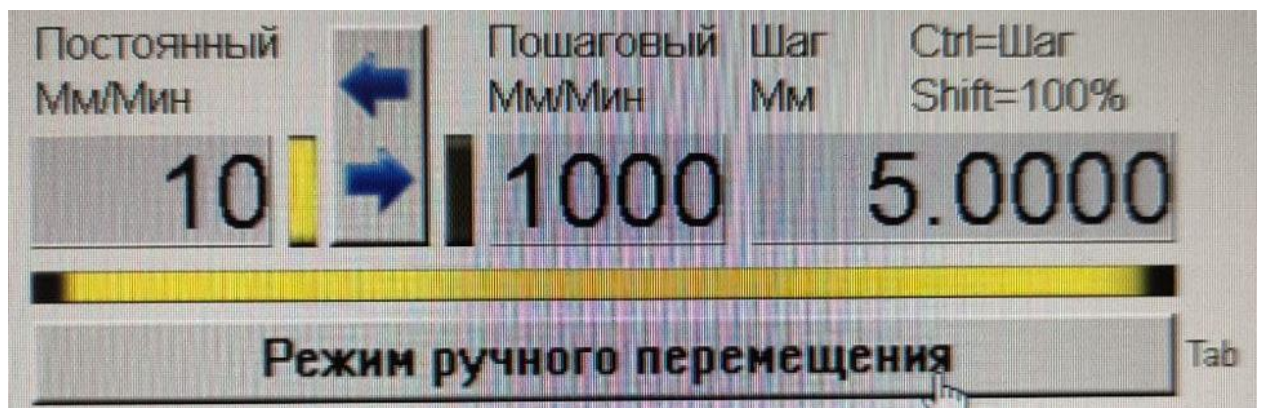 Постоянный Пошаговый Шаг Ctrl=Шаг
Мм/Мин Мм/Мин Мм Shift=100%
10 1000 5.0000
Режим ручного перемещения Tab